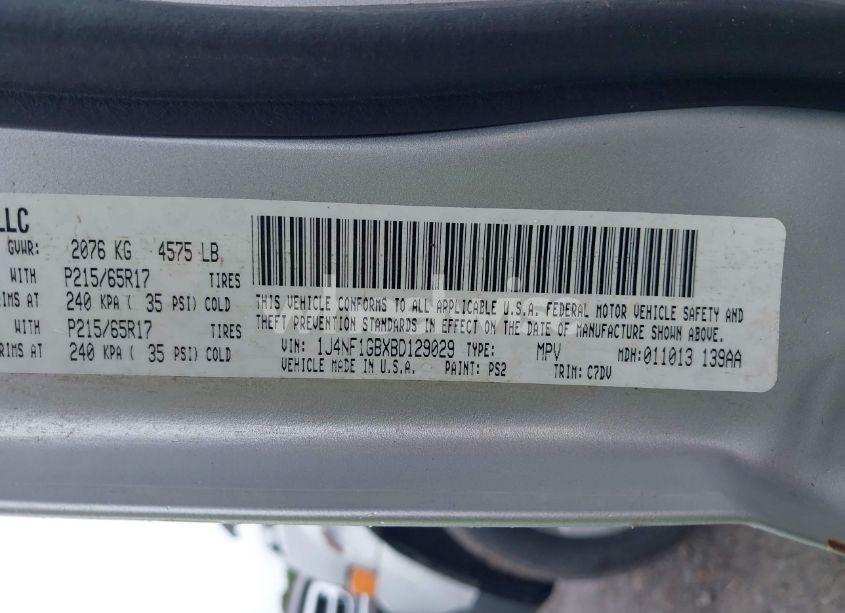 LLC
GVWR: 2076 KG 4575 LB
WITH P215/65R17 TIRES
RIMS AT 240 KPA ( 35 PSI) COLD
WITH P215/65R17 TIRES
RIMS AT 240 KPA ( 35 PSI) COLD
THIS VEHICLE CONFORMS TO ALL APPLICABLE U.S.A. FEDERAL MOTOR VEHICLE SAFETY AND
THEFT PREVENTION STANDARDS IN EFFECT ON THE DATE OF MANUFACTURE SHOWN ABOVE.
VIN: 1J4NF1GBXBD129029 TYPE: MPV MDH:011013 139AA
VEHICLE MADE IN U.S.A. PAINT: PS2 TRIM: C7DV